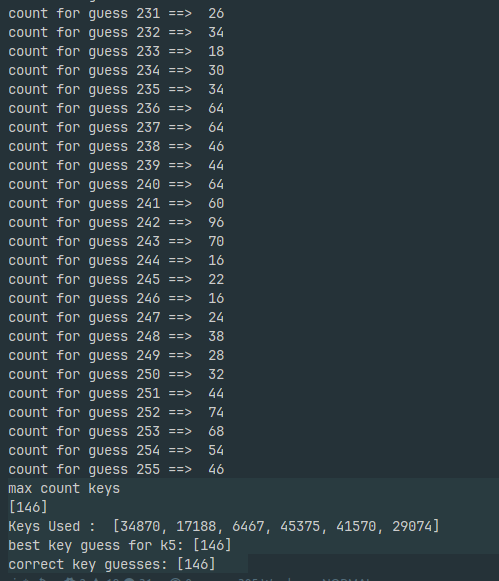 count for guess 231 ==>  26
count for guess 232 ==>  34
count for guess 233 ==>  18
count for guess 234 ==>  30
count for guess 235 ==>  34
count for guess 236 ==>  64
count for guess 237 ==>  64
count for guess 238 ==>  46
count for guess 239 ==>  44
count for guess 240 ==>  64
count for guess 241 ==>  60
count for guess 242 ==>  96
count for guess 243 ==>  70
count for guess 244 ==>  16
count for guess 245 ==>  22
count for guess 246 ==>  16
count for guess 247 ==>  24
count for guess 248 ==>  38
count for guess 249 ==>  28
count for guess 250 ==>  32
count for guess 251 ==>  44
count for guess 252 ==>  74
count for guess 253 ==>  68
count for guess 254 ==>  54
count for guess 255 ==>  46
max count keys
[146]
Keys Used :  [34870, 17188, 6467, 45375, 41570, 29074]
best key guess for k5: [146]
correct key guesses: [146]